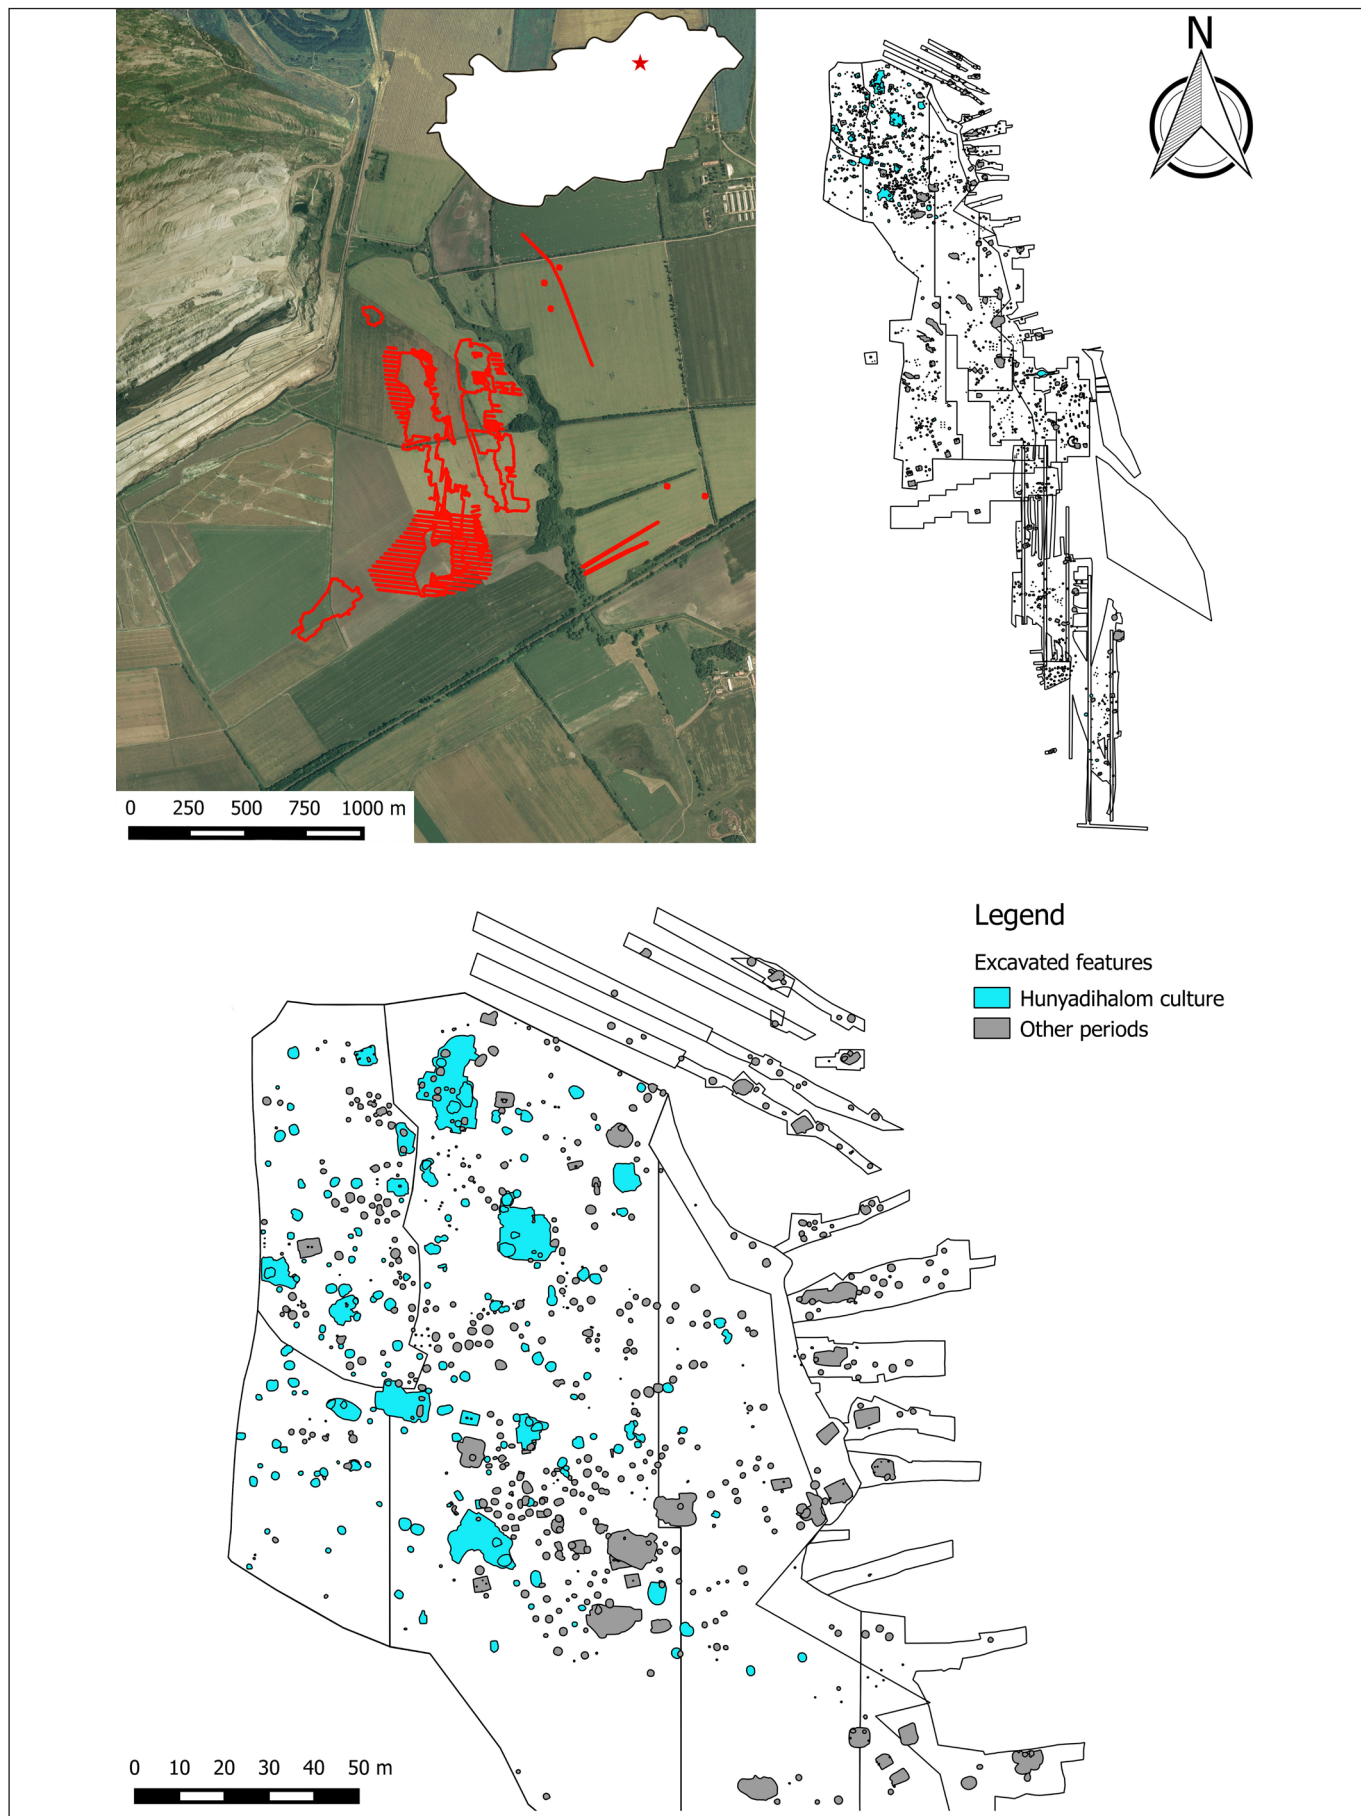 N
0 250 500 750 1000 m
Legend
Excavated features
Hunyadihalom culture
Other periods
0 10 20 30 40 50 m